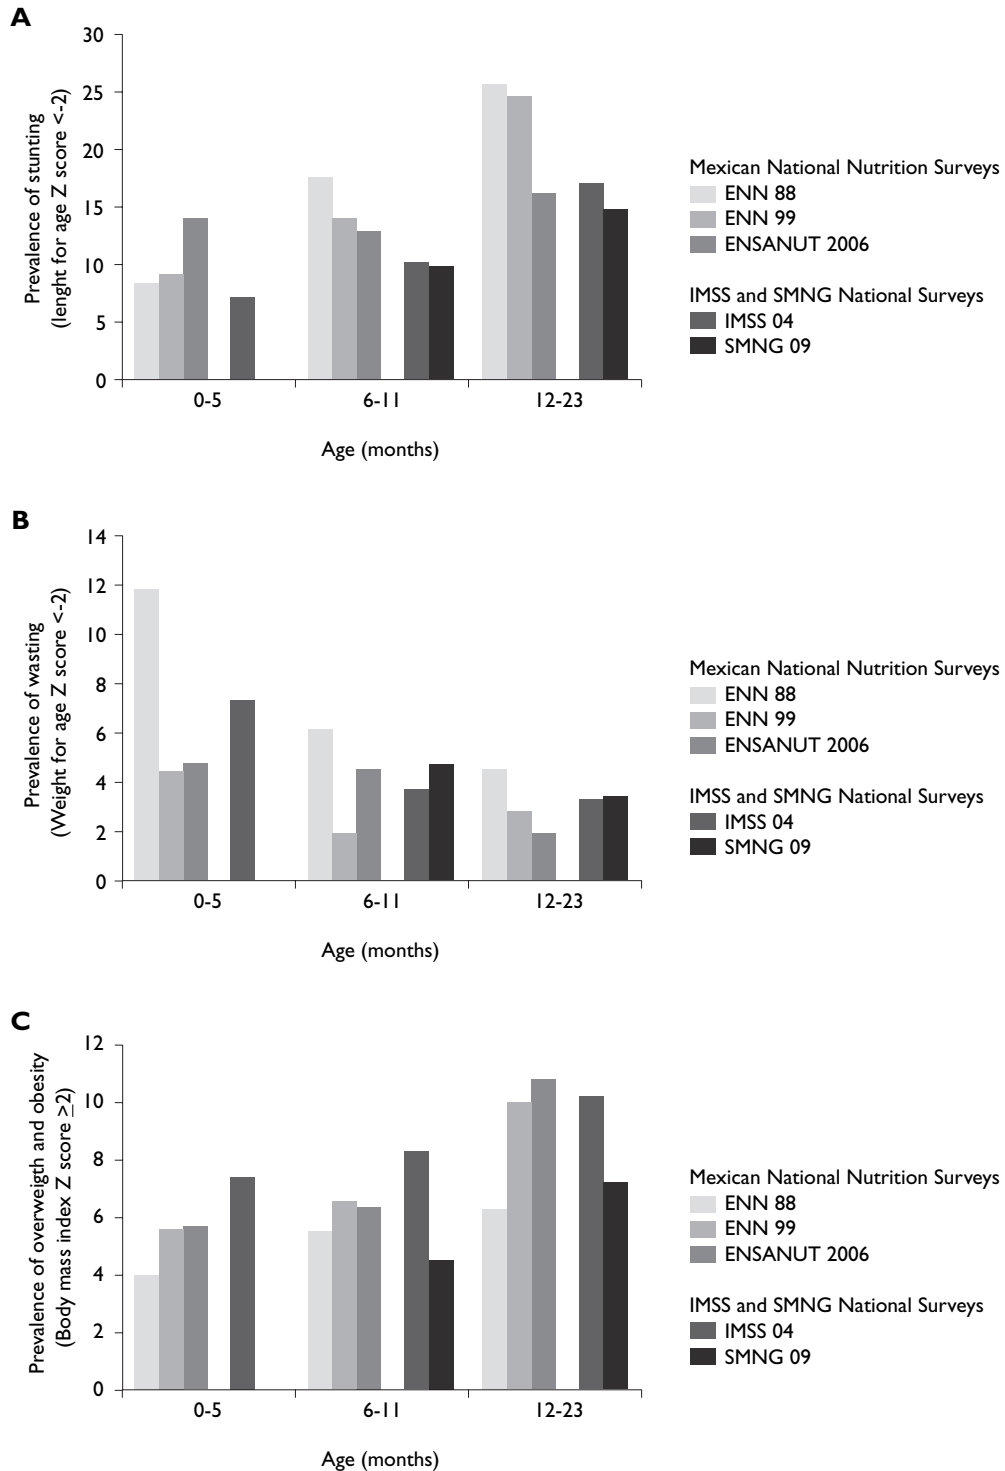 A
Prevalence of stunting
(lenght for age Z score <-2)
30
25
20
15
10
5
0
0-5
6-11
12-23
Age (months)
Mexican National Nutrition Surveys
ENN 88
ENN 99
ENSANUT 2006
IMSS and SMNG National Surveys
IMSS 04
SMNG 09
B
Prevalence of wasting
(Weight for age Z score <-2)
14
12
10
8
6
4
2
0
0-5
6-11
12-23
Age (months)
Mexican National Nutrition Surveys
ENN 88
ENN 99
ENSANUT 2006
IMSS and SMNG National Surveys
IMSS 04
SMNG 09
C
Prevalence of overweigth and obesity
(Body mass index Z score ≥2)
12
10
8
6
4
2
0
0-5
6-11
12-23
Age (months)
Mexican National Nutrition Surveys
ENN 88
ENN 99
ENSANUT 2006
IMSS and SMNG National Surveys
IMSS 04
SMNG 09